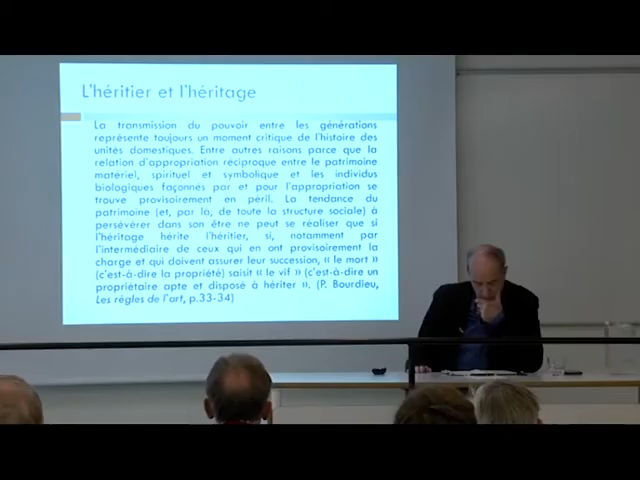 L'héritier et l'héritage
La transmission du pouvoir entre les générations
représente toujours un moment critique de l'histoire des
unités domestiques. Entre autres raisons parce que la
relation d'appropriation réciproque entre le patrimoine
matériel, spirituel et symbolique et les individus
biologiques façonnés par et pour l'appropriation se
trouve provisoirement en péril. La tendance du
patrimoine (et, par là, de toute la structure sociale) à
persévérer dans son être ne peut se réaliser que si
l'héritage hérite l'héritier, si, notamment par
l'intermédiaire de ceux qui en ont provisoirement la
charge et qui doivent assurer leur succession, « le mort »
(c'est-à-dire la propriété) saisit « le vif » (c'est-à-dire un
propriétaire apte et disposé à hériter ». (P. Bourdieu,
Les règles de l'art, p.33-34)